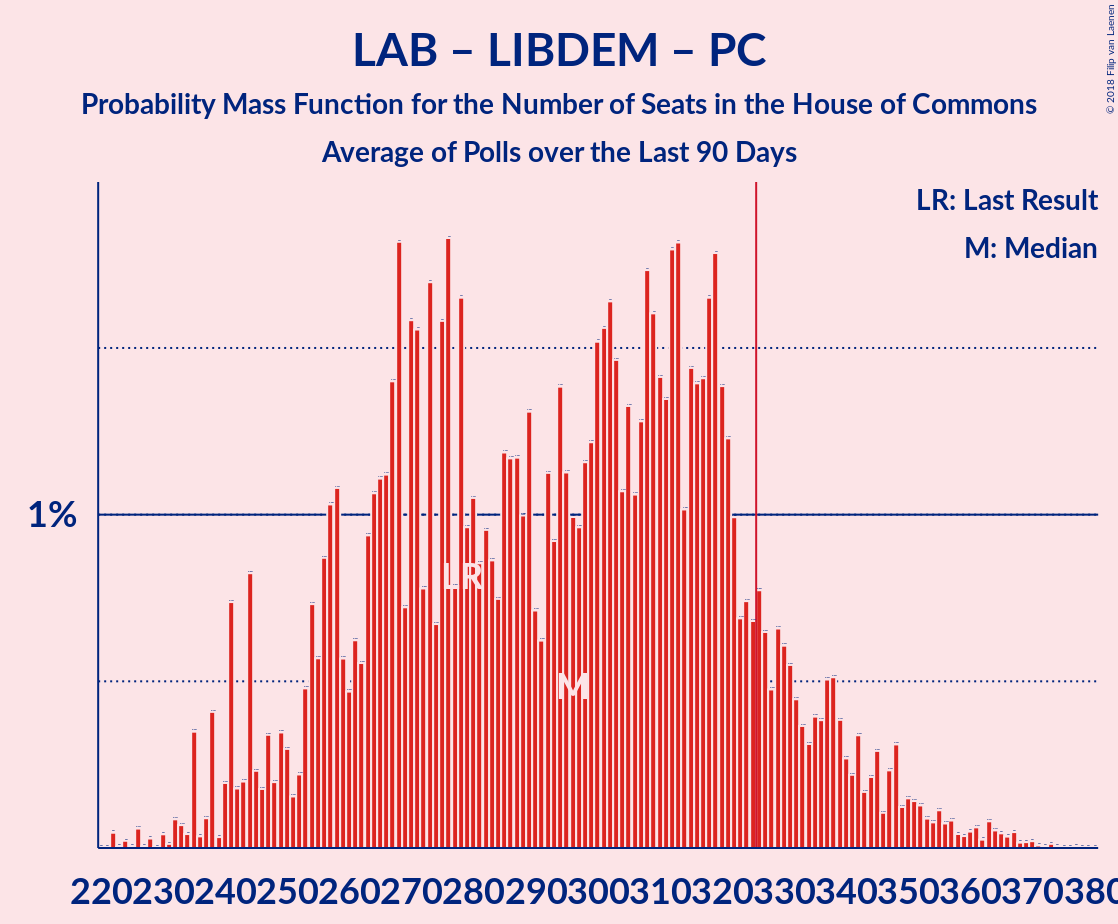 LAB – LIBDEM – PC
Probability Mass Function for the Number of Seats in the House of Commons
Average of Polls over the Last 90 Days
© 2018 Filip van Laenen
LR: Last Result
M: Median
1%
LR
M
220 230 240 250 260 270 280 290 300 310 320 330 340 350 360 370 380